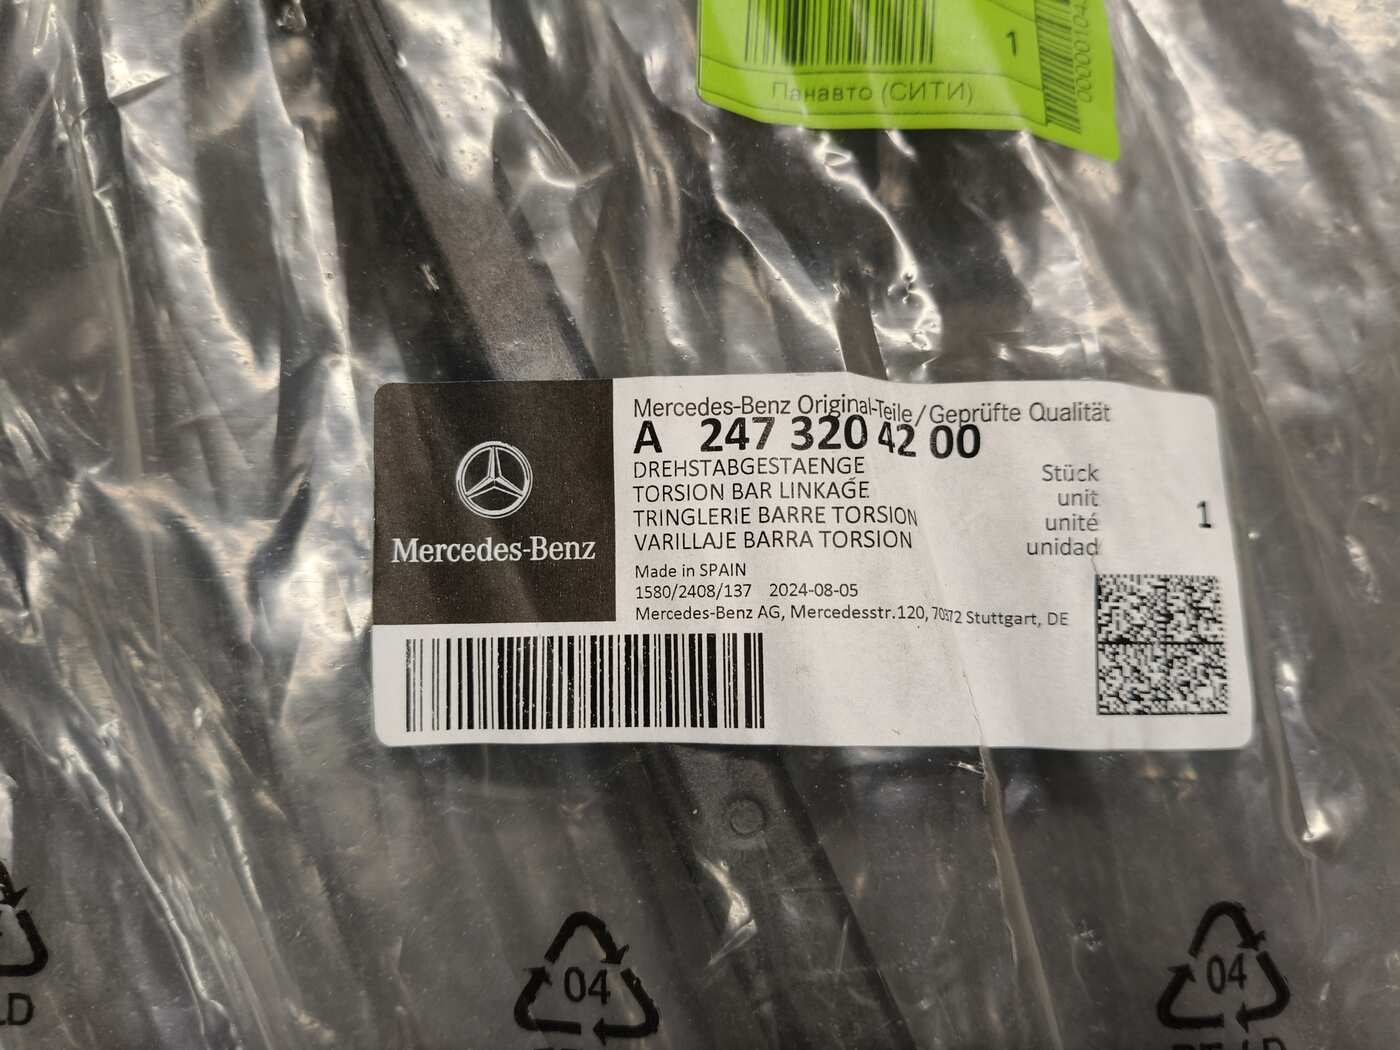 1
Панавто (СИТИ)
Mercedes-Benz Original-Teile/Geprüfte Qualität
A 247 320 42 00
DREHSTABGESTAENGE
TORSION BAR LINKAGE
TRINGLERIE BARRE TORSION
VARILLAJE BARRA TORSION
Stück
unit
unité
unidad
1
Made in SPAIN
1580/2408/137 2024-08-05
Mercedes-Benz AG, Mercedesstr.120, 70372 Stuttgart, DE
Mercedes-Benz
04
04